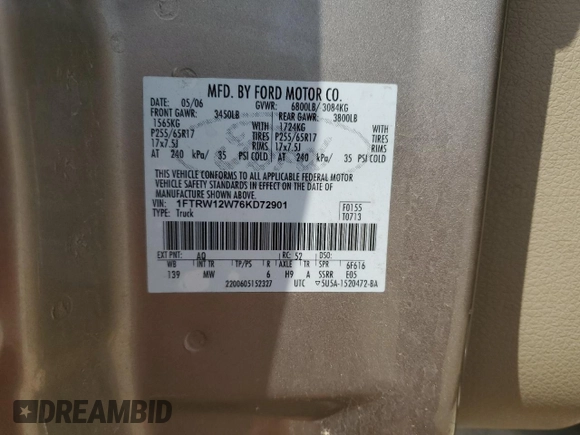 MFD. BY FORD MOTOR CO.
DATE: 05/06 GVWR: 6800LB/ 3084KG
FRONT GAWR: 3450LB REAR GAWR: 3800LB
1565KG WITH 1724KG WITH
P255/65R17 TIRES P255/65R17 TIRES
17x7.5J RIMS 17x7.5J RIMS
AT 240 kPa/ 35 PSI COLD AT 240 kPa/ 35 PSI COLD
THIS VEHICLE CONFORMS TO ALL APPLICABLE FEDERAL MOTOR
VEHICLE SAFETY STANDARDS IN EFFECT ON THE DATE OF
MANUFACTURE SHOWN ABOVE.
VIN: 1FTRW12W76KD72901 F0155
TYPE: Truck T0713
EXT PNT: AQ RC: 52 DSO:
WB INT TR TP/PS R AXLE TR SPR 6F616
139 MW 6 H9 A SSRR E05
2200605152327 UTC ▽5U5A-1520472-BA
DREAMBID